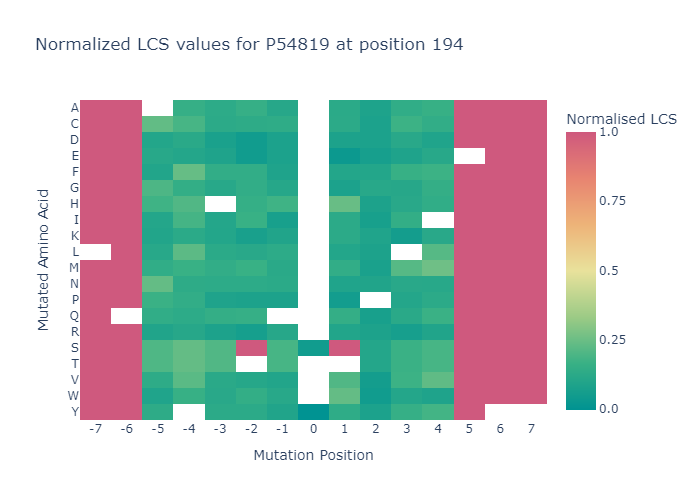 Normalized LCS values for P54819 at position 194
Normalised LCS
Mutated Amino Acid
A
C
D
E
F
G
H
I
K
L
M
N
P
Q
R
S
T
V
W
Y
1.0
0.75
0.5
0.25
0.0
-7 -6 -5 -4 -3 -2 -1 0 1 2 3 4 5 6 7
Mutation Position